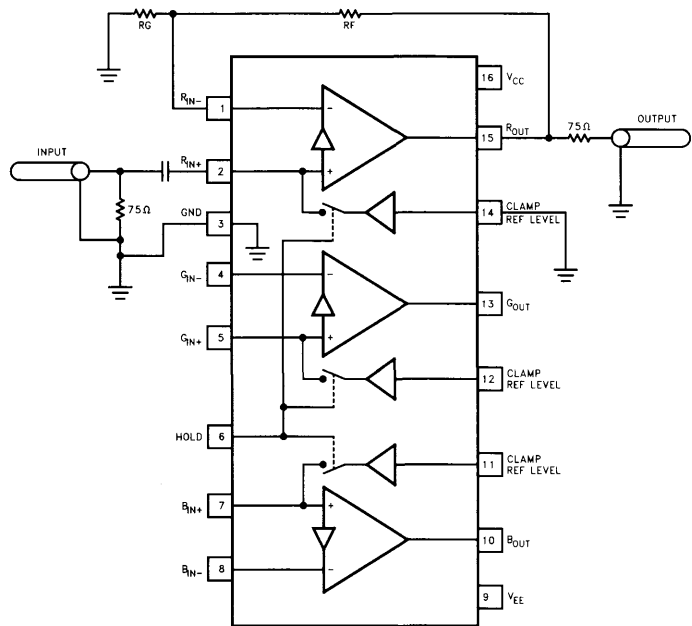 RG
RF
16
VCC
RIN-
1
15
ROUT
75Ω
OUTPUT
INPUT
RIN+
2
75Ω
GND
3
14
CLAMP
REF LEVEL
GIN-
4
13
GOUT
GIN+
5
12
CLAMP
REF LEVEL
HOLD
6
11
CLAMP
REF LEVEL
BIN+
7
10
BOUT
BIN-
8
9
VEE
-
+
-
+
+
-